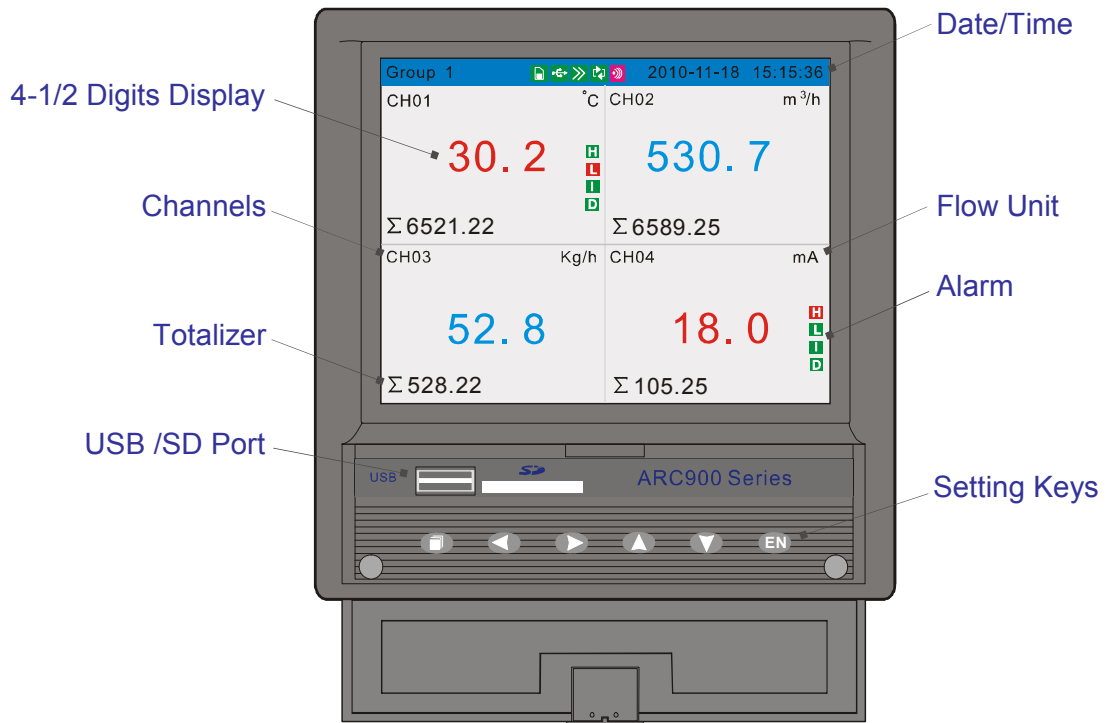 Date/Time
Group 1 2010-11-18 15:15:36
4-1/2 Digits Display
CH01 °C CH02 m³/h
30.2 H 530.7
L
I
D
Channels
Flow Unit
Σ6521.22 Σ6589.25
CH03 Kg/h CH04 mA
Alarm
Totalizer
52.8 18.0 H
L
I
D
Σ528.22 Σ105.25
USB /SD Port
USB SD ARC900 Series
Setting Keys
EN